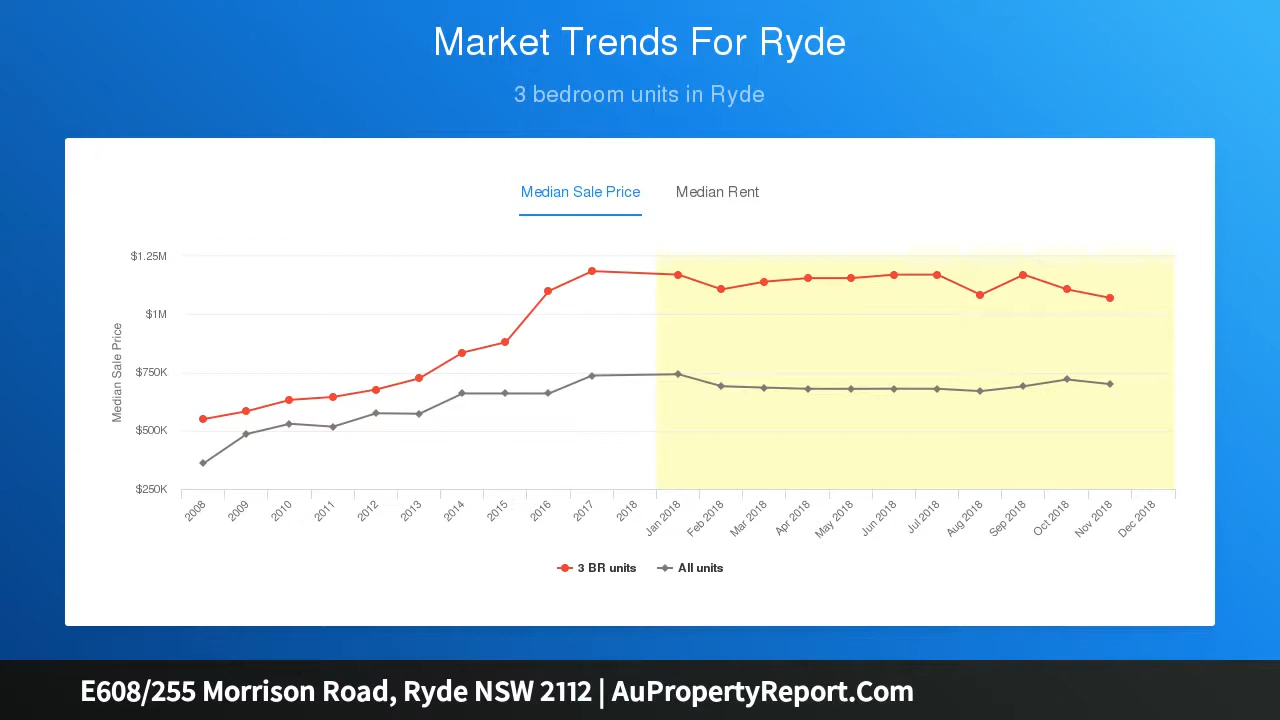 Market Trends For Ryde
3 bedroom units in Ryde
Median Sale Price
Median Rent
Median Sale Price
$1.25M
$1M
$750K
$500K
$250K
2008
2009
2010
2011
2012
2013
2014
2015
2016
2017
2018
Jan 2018
Feb 2018
Mar 2018
Apr 2018
May 2018
Jun 2018
Jul 2018
Aug 2018
Sep 2018
Oct 2018
Nov 2018
Dec 2018
3 BR units
All units
E608/255 Morrison Road, Ryde NSW 2112 | AuPropertyReport.Com